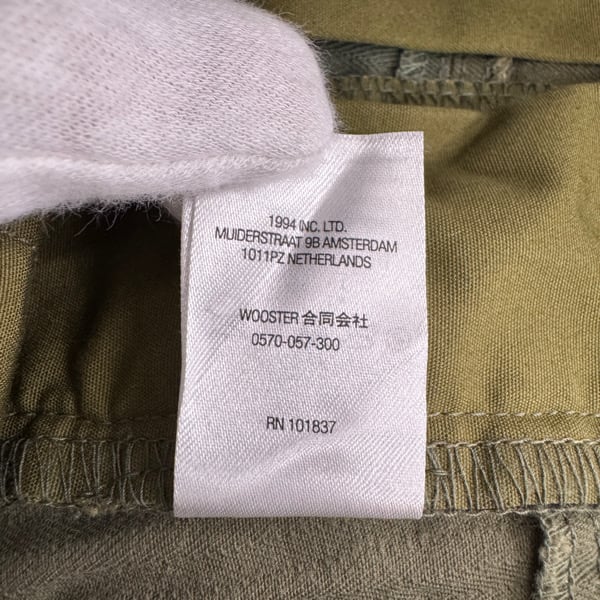 1994 INC. LTD.
MUIDERSTRAAT 9B AMSTERDAM
1011PZ NETHERLANDS
WOOSTER 合同会社
0570-057-300
RN 101837